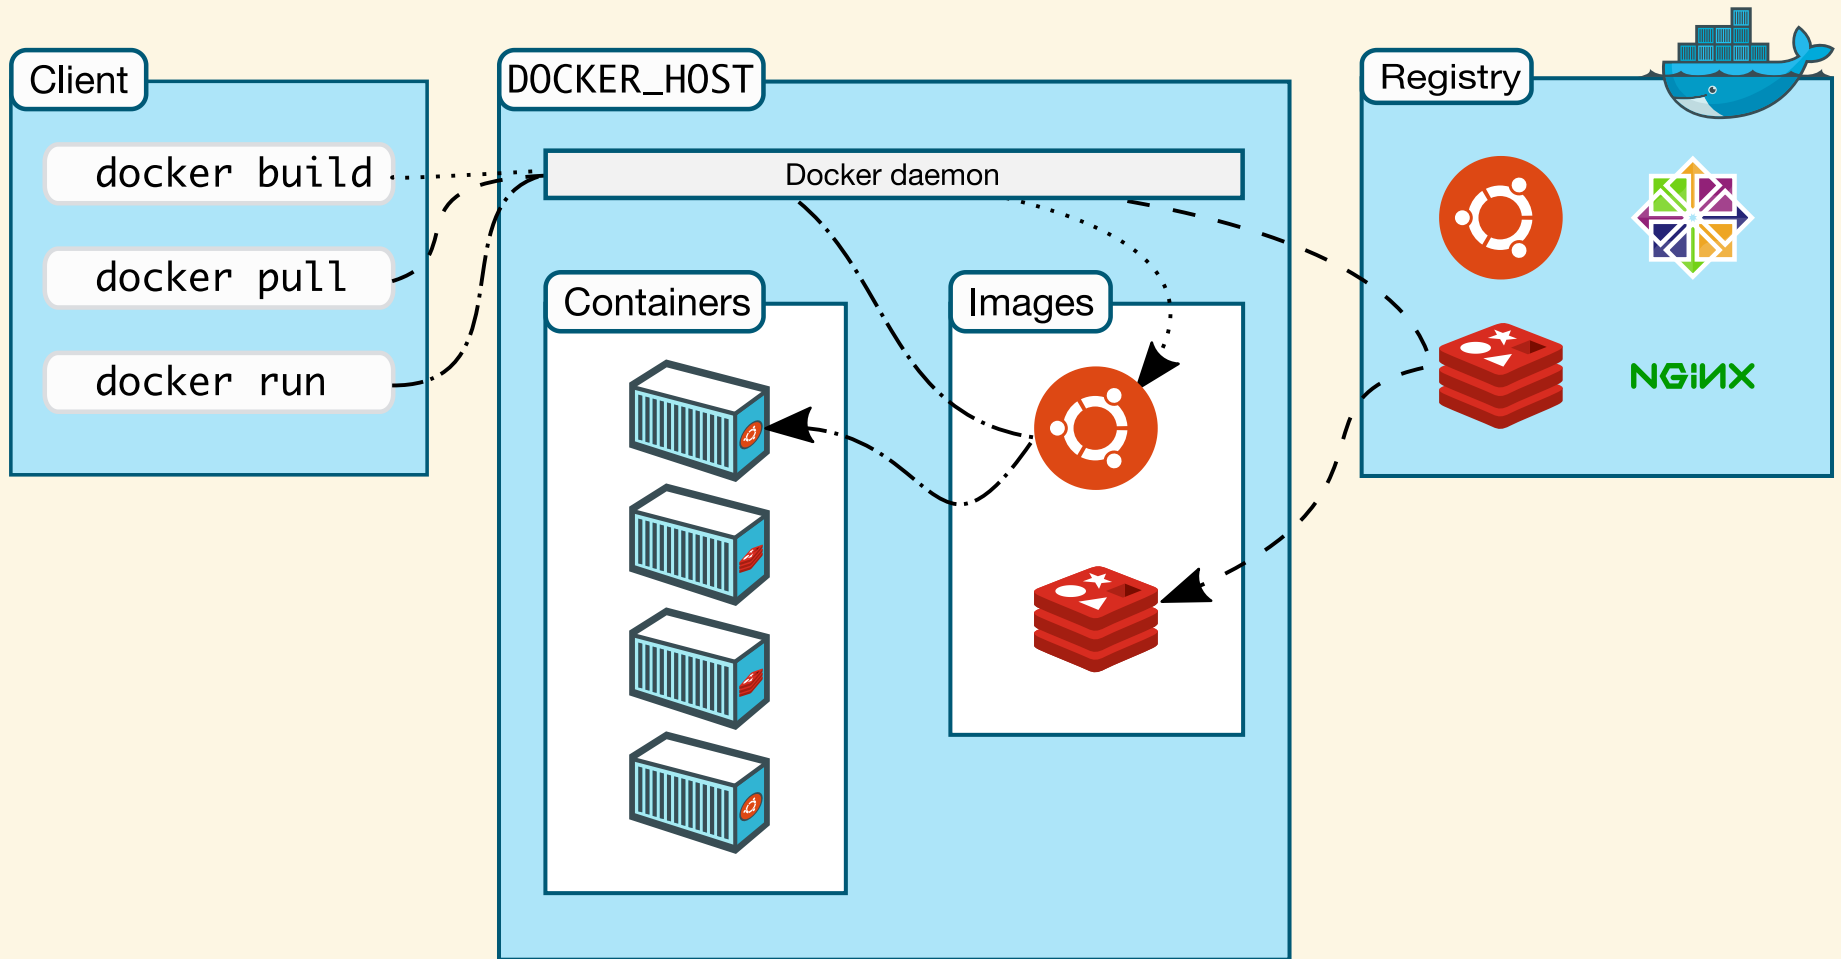 Client
docker build
docker pull
docker run
DOCKER_HOST
Docker daemon
Containers
Images
Registry
NGiNX